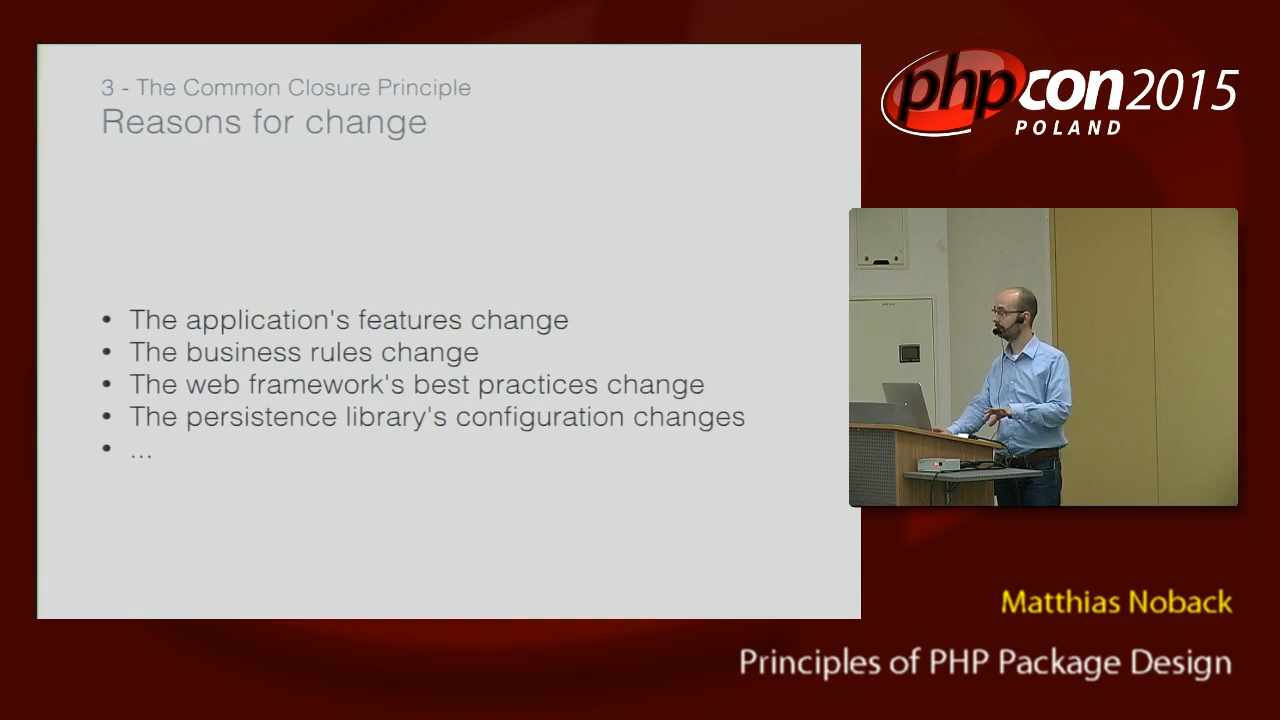 3 - The Common Closure Principle
Reasons for change
• The application's features change
• The business rules change
• The web framework's best practices change
• The persistence library's configuration changes
• ...
phpcon2015
POLAND
Matthias Noback
Principles of PHP Package Design